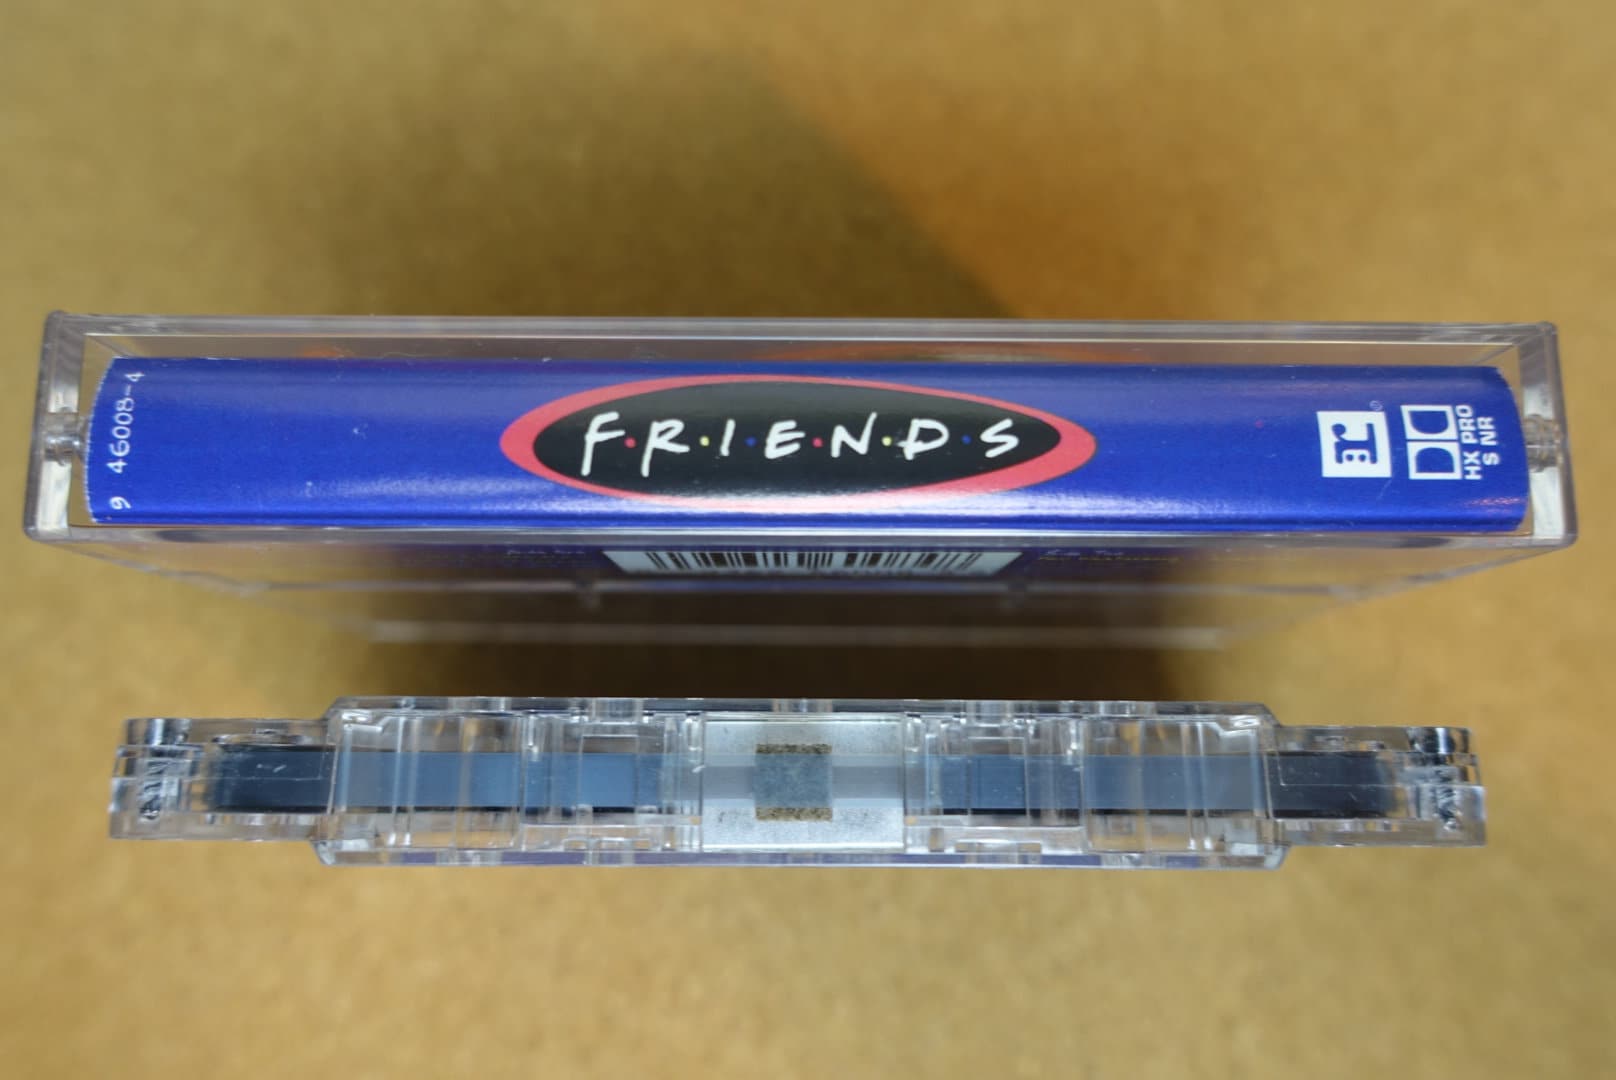 9 46008-4
F·R·I·E·N·D·S
r
®
HX PRO
S NR